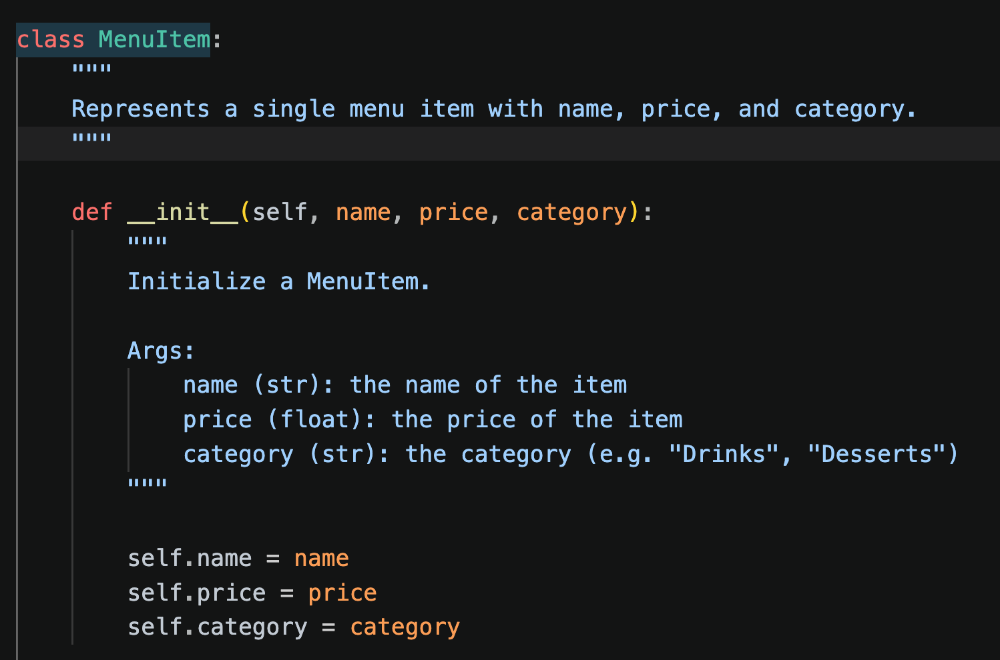 class MenuItem:
    """
    Represents a single menu item with name, price, and category.
    """

    def __init__(self, name, price, category):
        """
        Initialize a MenuItem.

        Args:
            name (str): the name of the item
            price (float): the price of the item
            category (str): the category (e.g. "Drinks", "Desserts")
        """

        self.name = name
        self.price = price
        self.category = category